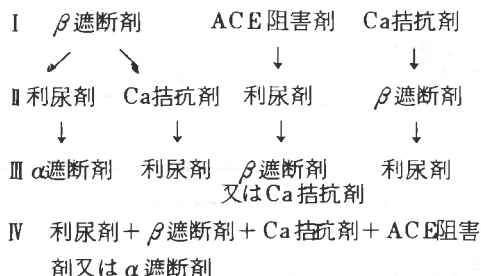 Ⅰ β遮断剤 ACE阻害剤 Ca拮抗剤
Ⅱ 利尿剤 Ca拮抗剤 利尿剤 β遮断剤
Ⅲ α遮断剤 利尿剤 β遮断剤 利尿剤
又はCa拮抗剤
Ⅳ 利尿剤+β遮断剤+Ca拮抗剤+ACE阻害
剤又はα遮断剤